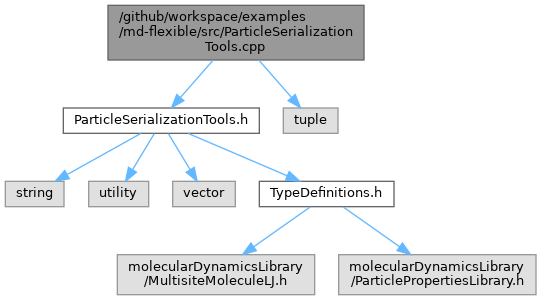 /github/workspace/examples
/md-flexible/src/ParticleSerialization
Tools.cpp
ParticleSerializationTools.h
tuple
string
utility
vector
TypeDefinitions.h
molecularDynamicsLibrary
/MultisiteMoleculeLJ.h
molecularDynamicsLibrary
/ParticlePropertiesLibrary.h